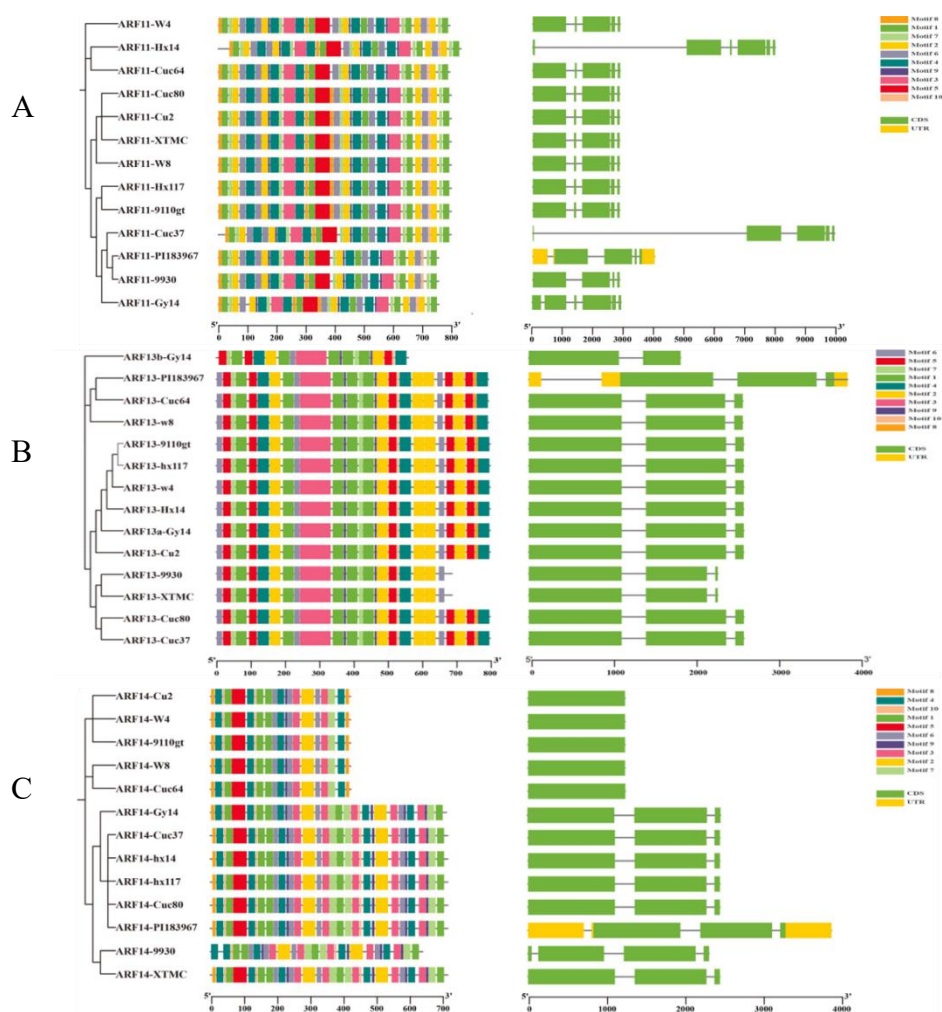 A
ARF11-W4
ARF11-Hx14
ARF11-Cuc64
ARF11-Cuc80
ARF11-Cu2
ARF11-XTMC
ARF11-W8
ARF11-Hx117
ARF11-9110gt
ARF11-Cuc37
ARF11-PI183967
ARF11-9930
ARF11-Gy14
5' 3'
0 100 200 300 400 500 600 700
5' 3'
0 1000 2000 3000 4000 5000 6000 7000 8000 9000 10000
Motif 8
Motif 1
Motif 7
Motif 2
Motif 6
Motif 4
Motif 9
Motif 3
Motif 5
Motif 10
CDS
UTR
B
ARF13b-Gy14
ARF13-PI183967
ARF13-Cuc64
ARF13-w8
ARF13-9110gt
ARF13-hx117
ARF13-w4
ARF13-Hx14
ARF13a-Gy14
ARF13-Cu2
ARF13-9930
ARF13-XTMC
ARF13-Cuc80
ARF13-Cuc37
5' 3'
0 100 200 300 400 500 600 700 800
5' 3'
0 1000 2000 3000 4000
Motif 6
Motif 5
Motif 7
Motif 1
Motif 4
Motif 2
Motif 3
Motif 9
Motif 10
Motif 8
CDS
UTR
C
ARF14-Cu2
ARF14-W4
ARF14-9110gt
ARF14-W8
ARF14-Cuc64
ARF14-Gy14
ARF14-Cuc37
ARF14-hx14
ARF14-hx117
ARF14-Cuc80
ARF14-PI183967
ARF14-9930
ARF14-XTMC
5' 3'
0 100 200 300 400 500 600 700
5' 3'
0 1000 2000 3000 4000
Motif 8
Motif 4
Motif 10
Motif 1
Motif 5
Motif 6
Motif 9
Motif 3
Motif 2
Motif 7
CDS
UTR